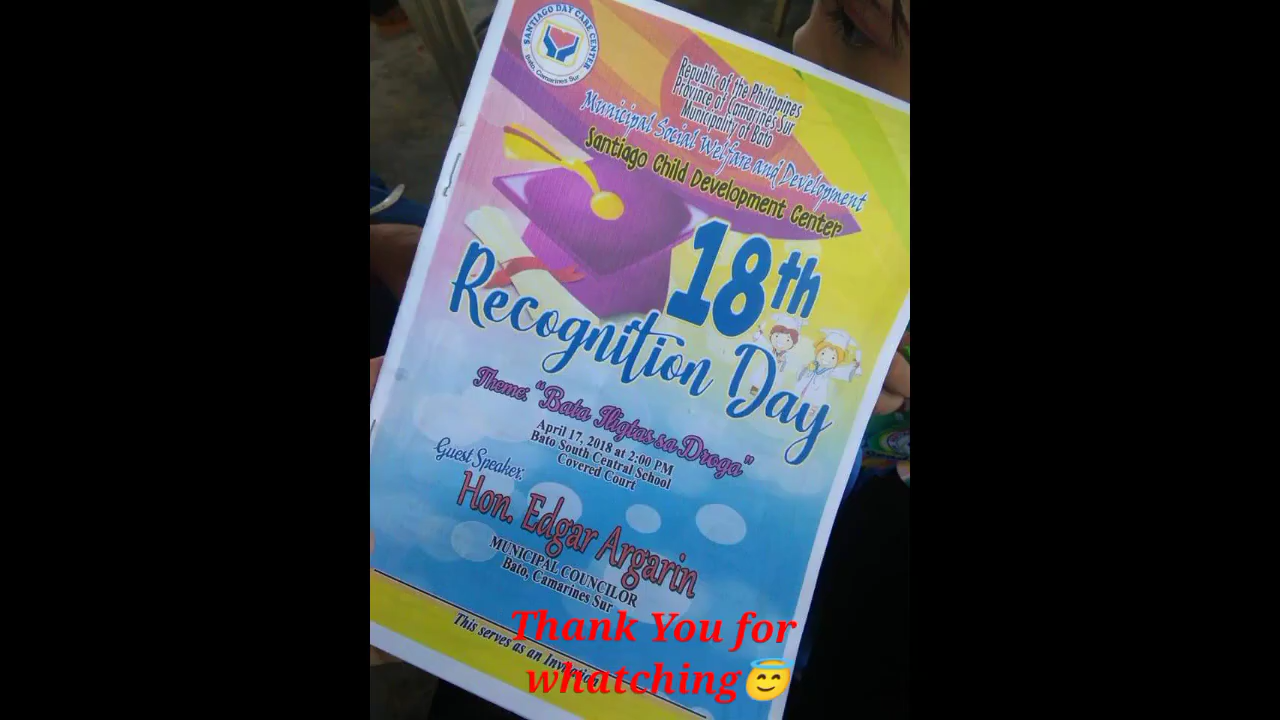 SANTIAGO DAY CARE CENTER
Bato, Camarines Sur
Republic of the Philippines
Province of Camarines Sur
Municipality of Bato
Municipal Social Welfare and Development
Santiago Child Development Center
18th
Recognition Day
Theme: "Bata Iligtas sa Droga"
April 17, 2018 at 2:00 PM
Bato South Central School
Covered Court
Guest Speaker:
Hon. Edgar Argarin
MUNICIPAL COUNCILOR
Bato, Camarines Sur
This serves as an Invitation
Thank You for
whatching😇